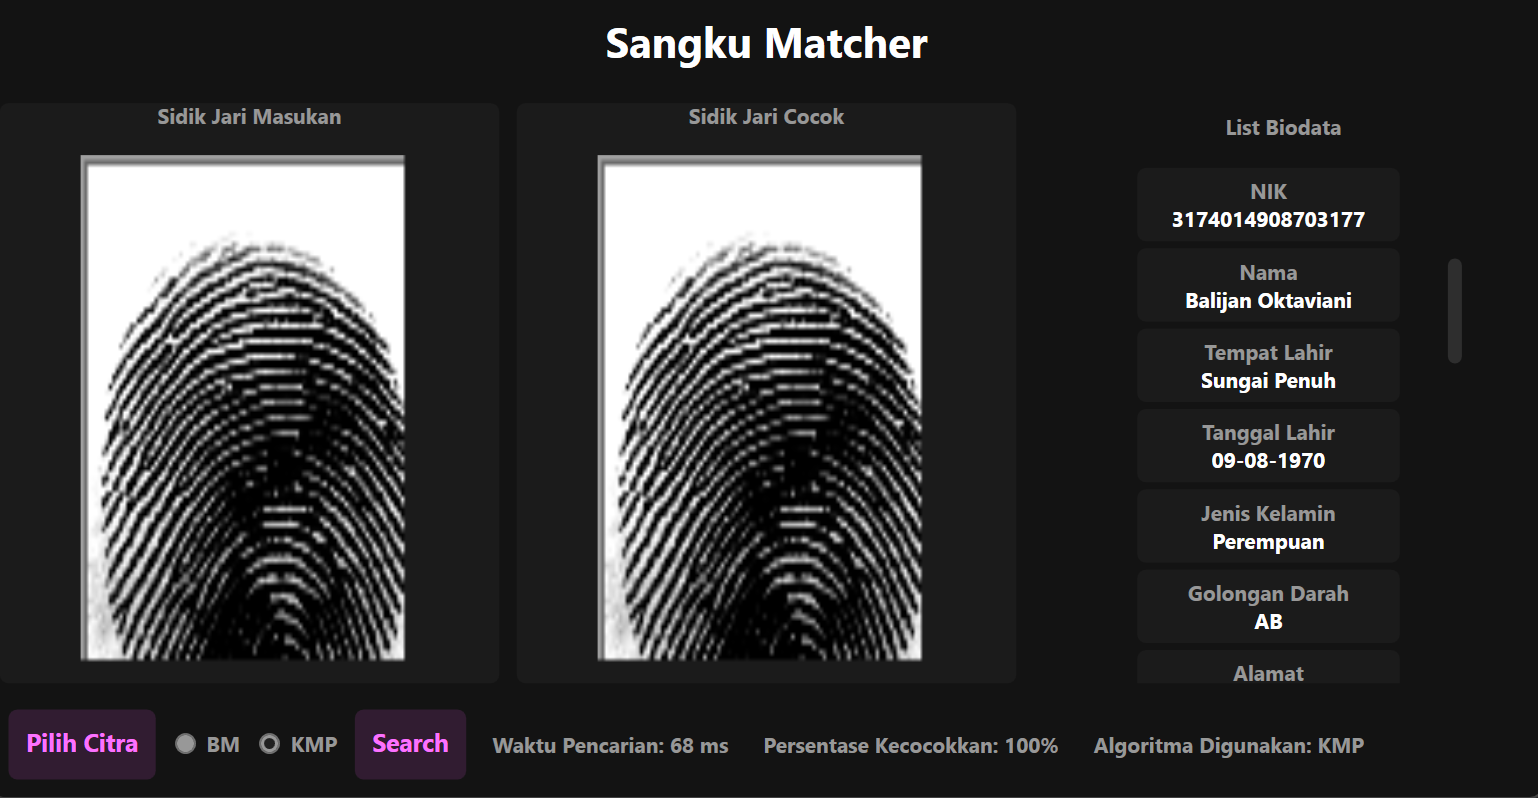 Sangku Matcher
Sidik Jari Masukan
Sidik Jari Cocok
List Biodata
NIK
3174014908703177
Nama
Balijan Oktaviani
Tempat Lahir
Sungai Penuh
Tanggal Lahir
09-08-1970
Jenis Kelamin
Perempuan
Golongan Darah
AB
Alamat
Pilih Citra
BM
KMP
Search
Waktu Pencarian: 68 ms
Persentase Kecocokkan: 100%
Algoritma Digunakan: KMP